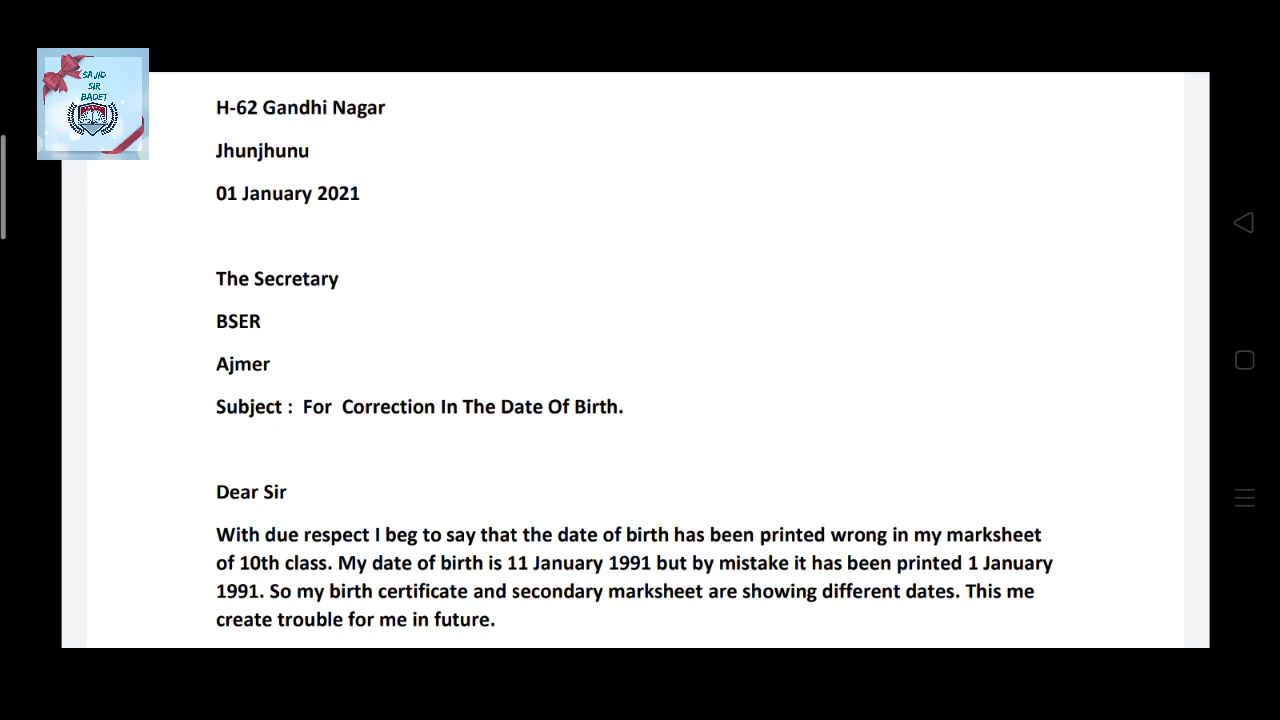 SAJID
SIR
BADET
H-62 Gandhi Nagar
Jhunjhunu
01 January 2021
The Secretary
BSER
Ajmer
Subject :  For  Correction In The Date Of Birth.
Dear Sir
With due respect I beg to say that the date of birth has been printed wrong in my marksheet
of 10th class. My date of birth is 11 January 1991 but by mistake it has been printed 1 January
1991. So my birth certificate and secondary marksheet are showing different dates. This me
create trouble for me in future.